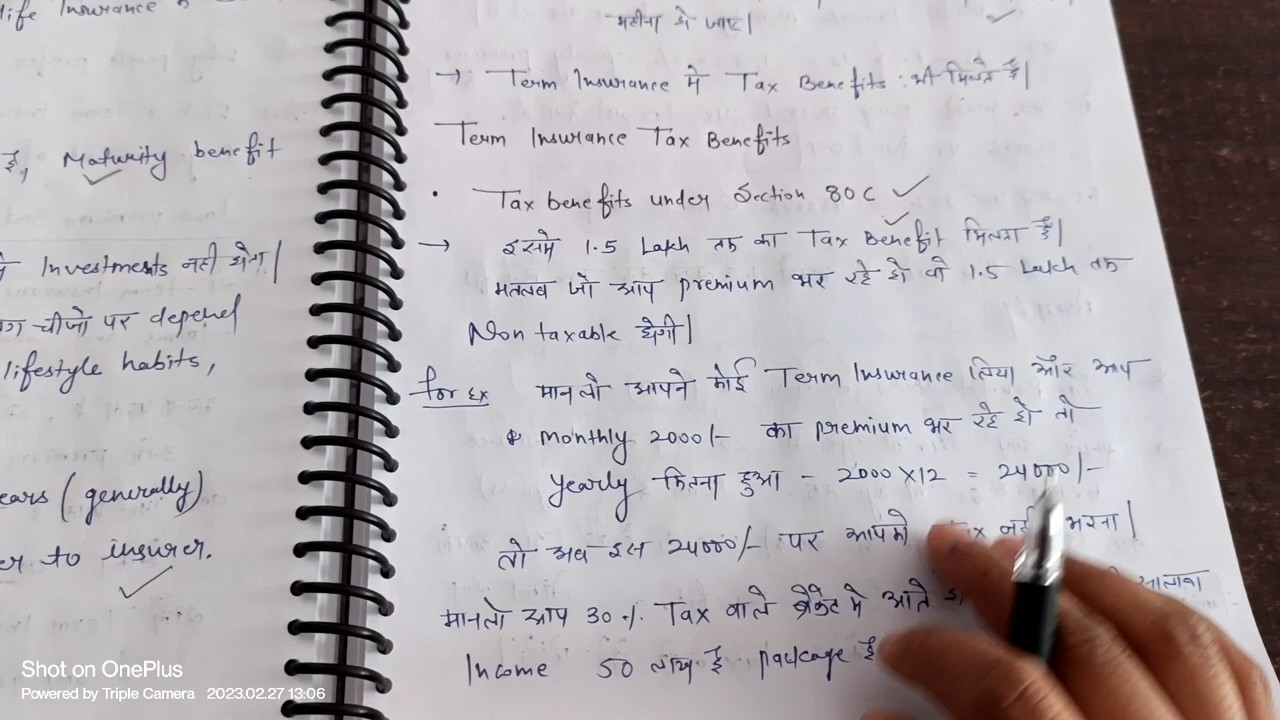 life Insurance
है, Maturity benefit
Investments नही होगा
चीजो पर depend
lifestyle habits,
ears (generally)
er to insurer.
महीना हो जाए।
→ Term Insurance मे Tax Benefits भी मिलते है।
Term Insurance Tax Benefits
• Tax benefits under Section 80C
→ इसमे 1.5 Lakh तक का Tax Benefit मिलता है।
मतलब जो आप premium भर रहे हो वो 1.5 Lakh तक
Non taxable होगी।
for Ex मानलो आपने कोई Term Insurance लिया और आप
monthly 2000/- का premium भर रहे हो तो
yearly कितना हुआ - 2000 X12 = 24000/-
तो अब इस 24000/- पर आपको भरना।
मानलो आप 30% Tax वाले ब्रैकेट मे आते
Income 50 लाख है package है
Shot on OnePlus
Powered by Triple Camera 2023.02.27 13:06